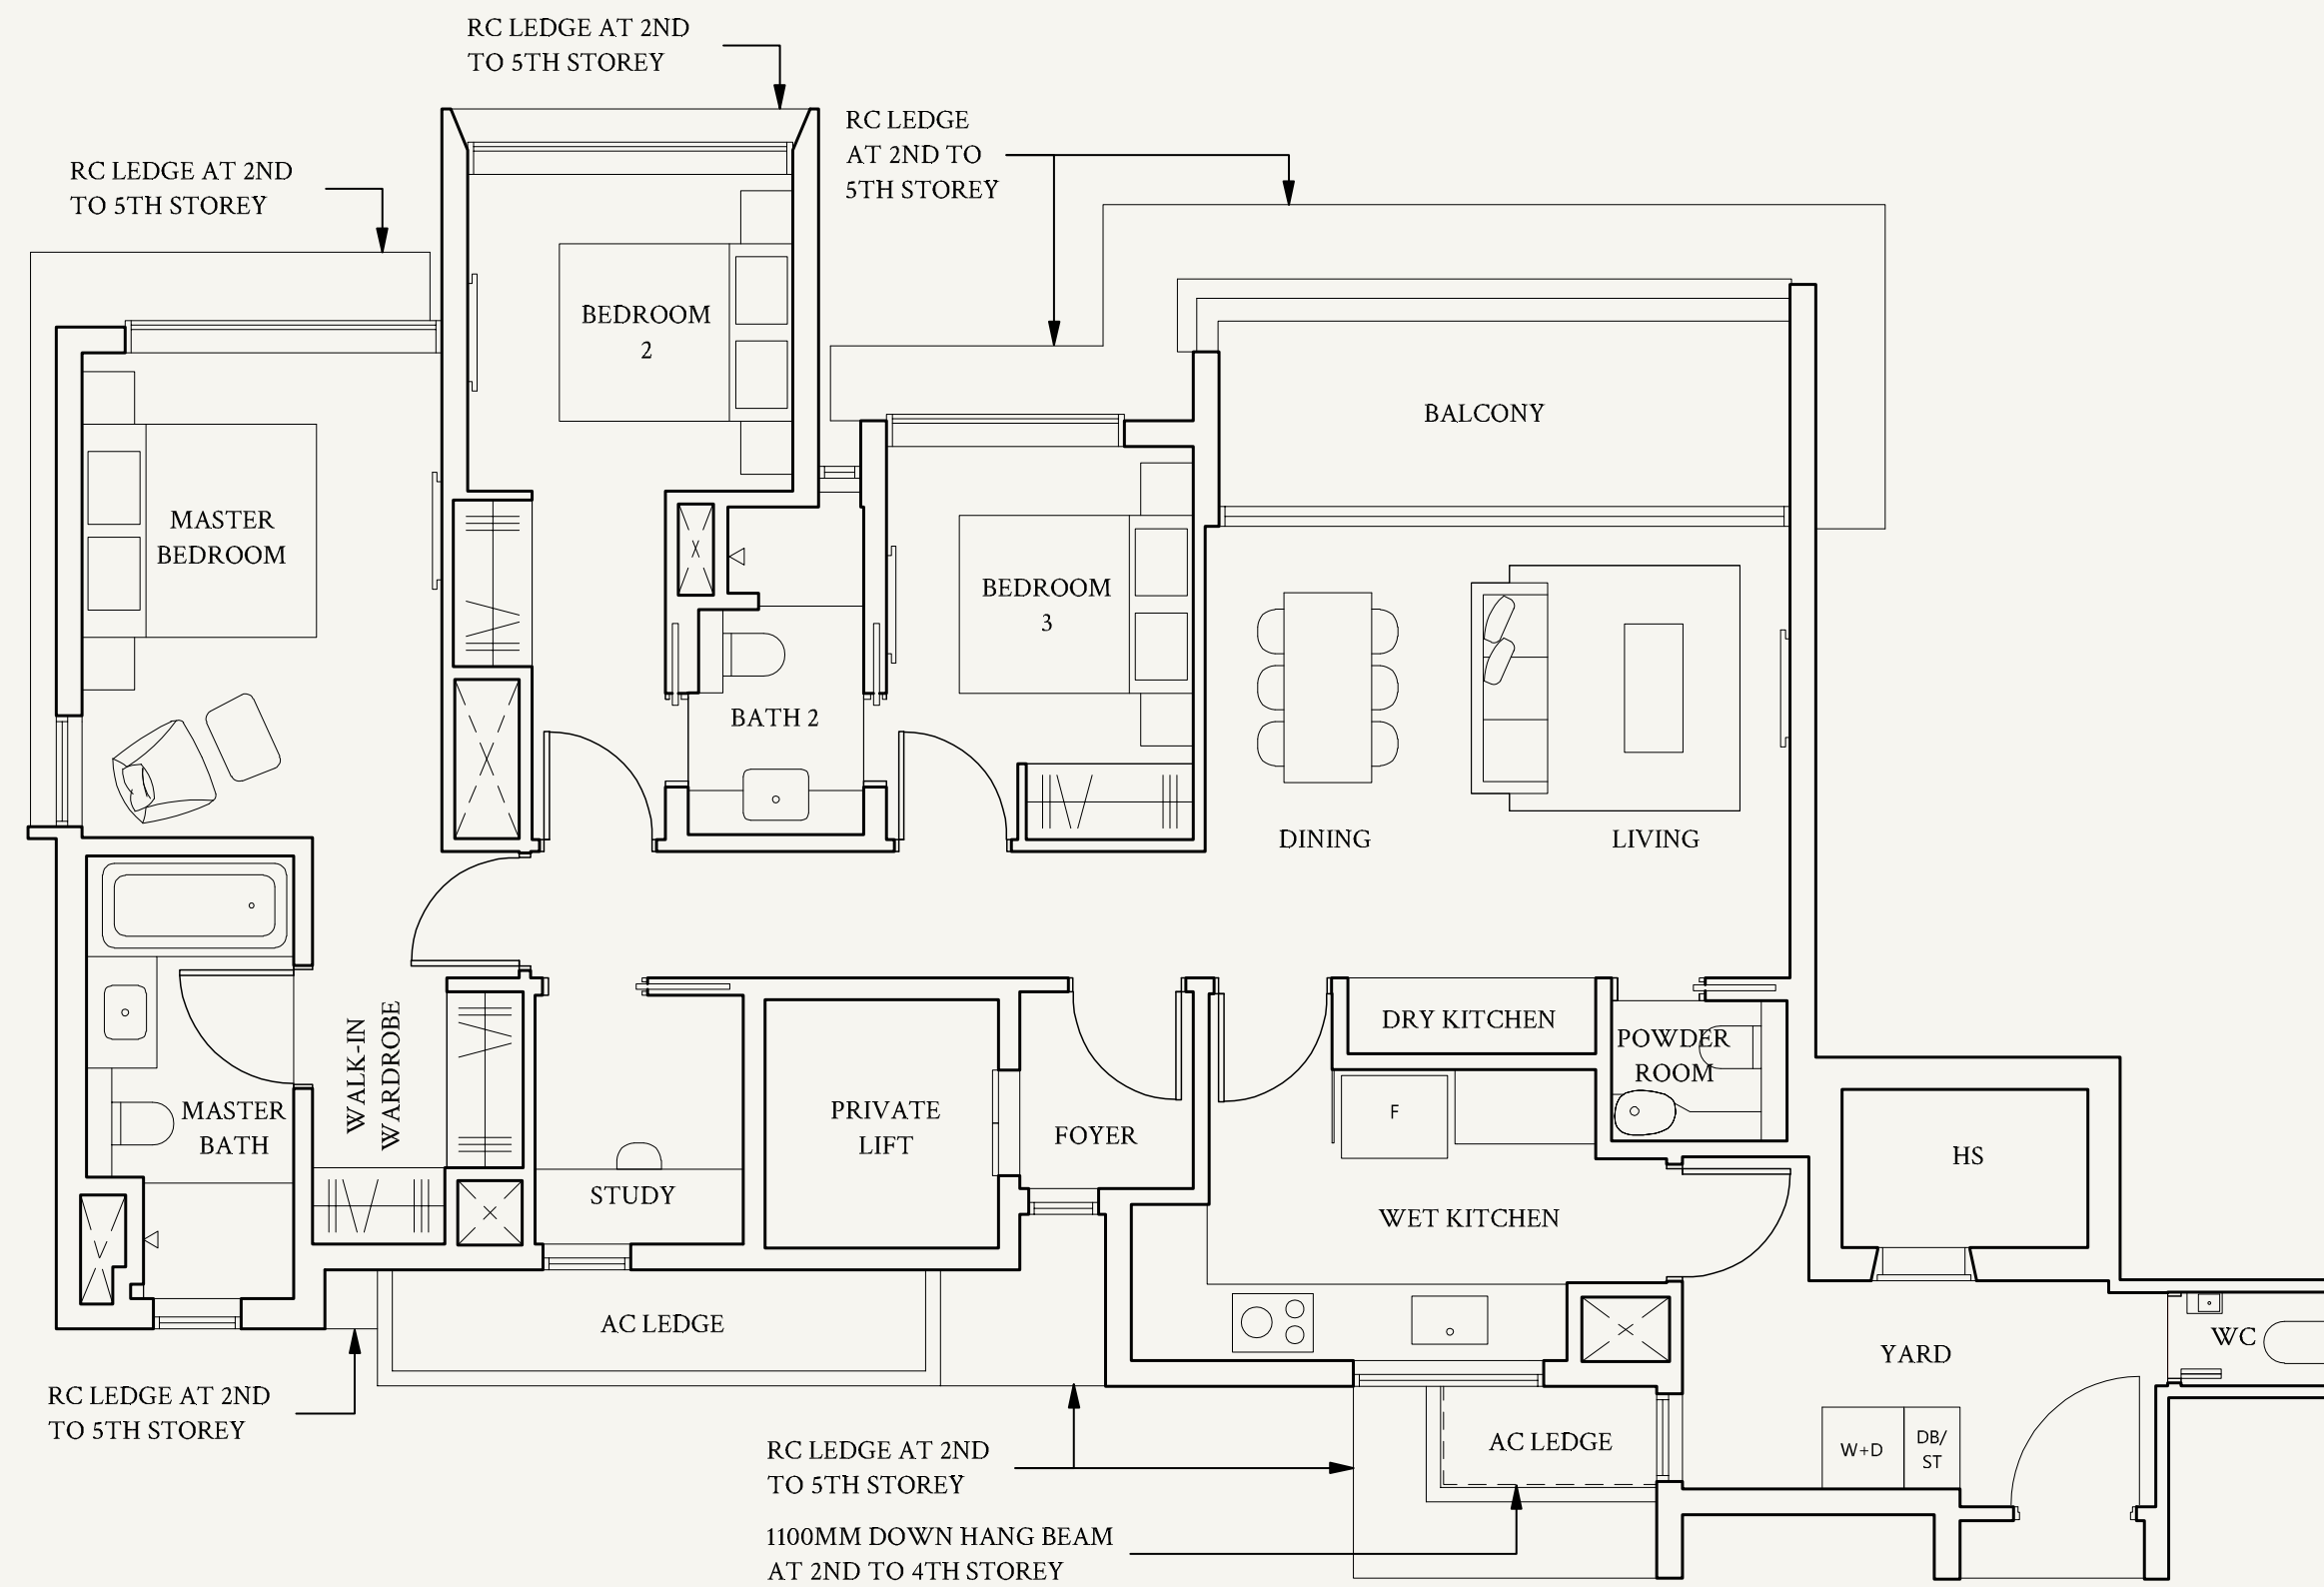 RC LEDGE AT 2ND
TO 5TH STOREY
RC LEDGE
AT 2ND TO
5TH STOREY
RC LEDGE AT 2ND
TO 5TH STOREY
BEDROOM
2
BALCONY
MASTER
BEDROOM
BEDROOM
3
BATH 2
DINING
LIVING
WALK-IN
WARDROBE
MASTER
BATH
STUDY
PRIVATE
LIFT
FOYER
DRY KITCHEN
POWDER
ROOM
F
HS
WET KITCHEN
AC LEDGE
YARD
WC
RC LEDGE AT 2ND
TO 5TH STOREY
AC LEDGE
W+D
DB/
ST
RC LEDGE AT 2ND
TO 5TH STOREY
1100MM DOWN HANG BEAM
AT 2ND TO 4TH STOREY